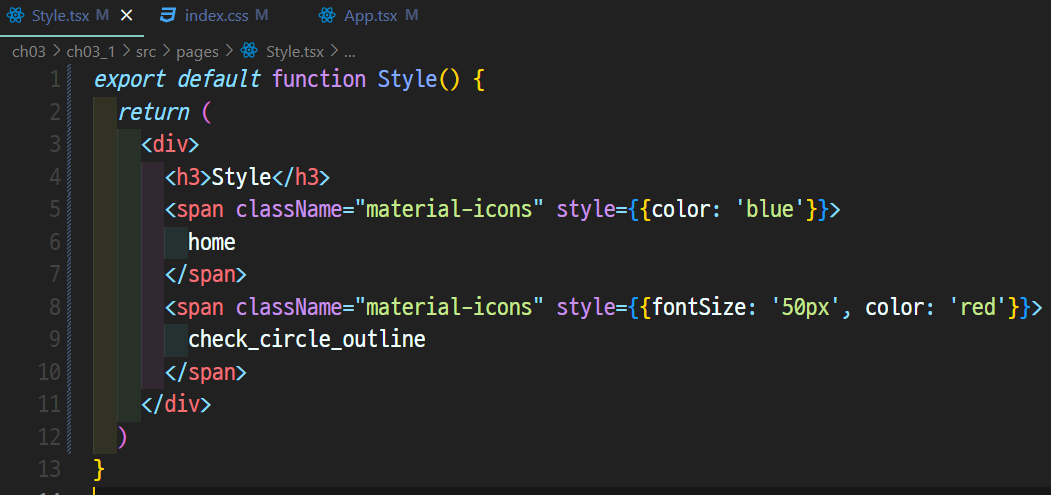 Style.tsx M × index.css M App.tsx M
ch03 > ch03_1 > src > pages > Style.tsx > ...
1 export default function Style() {
2 return (
3 <div>
4 <h3>Style</h3>
5 <span className="material-icons" style={{color: 'blue'}}>
6 home
7 </span>
8 <span className="material-icons" style={{fontSize: '50px', color: 'red'}}>
9 check_circle_outline
10 </span>
11 </div>
12 )
13 }